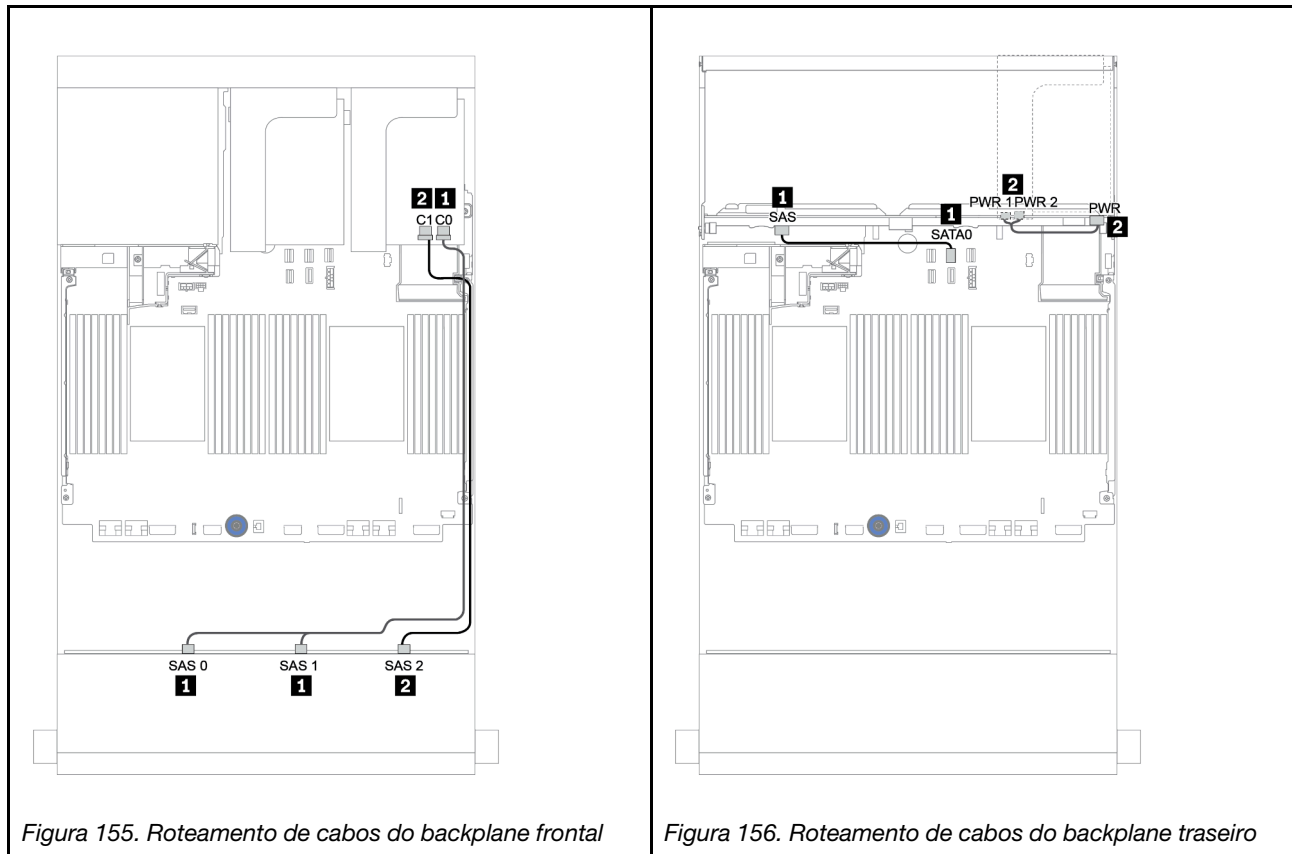 2 1
C1 C0
SAS 0 SAS 1 SAS 2
1 1 2
Figura 155. Roteamento de cabos do backplane frontal
2
1 PWR 1 PWR 2 PWR
SAS 1 2
SATA0
Figura 156. Roteamento de cabos do backplane traseiro